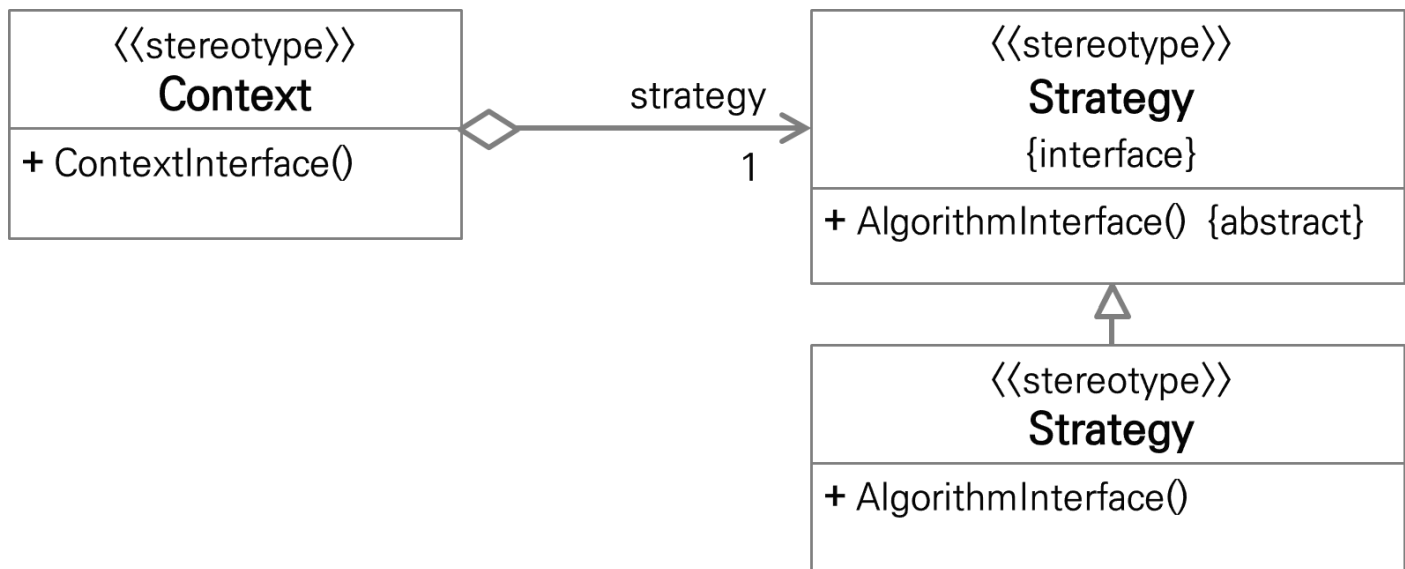 ⟨⟨stereotype⟩⟩
Context
+ ContextInterface()
strategy
1
⟨⟨stereotype⟩⟩
Strategy
{interface}
+ AlgorithmInterface() {abstract}
⟨⟨stereotype⟩⟩
Strategy
+ AlgorithmInterface()